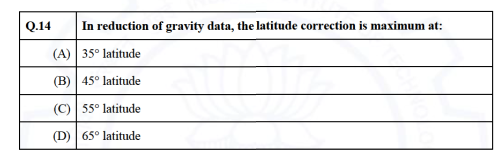 Q.14 In reduction of gravity data, the latitude correction is maximum at:
(A) 35° latitude
(B) 45° latitude
(C) 55° latitude
(D) 65° latitude